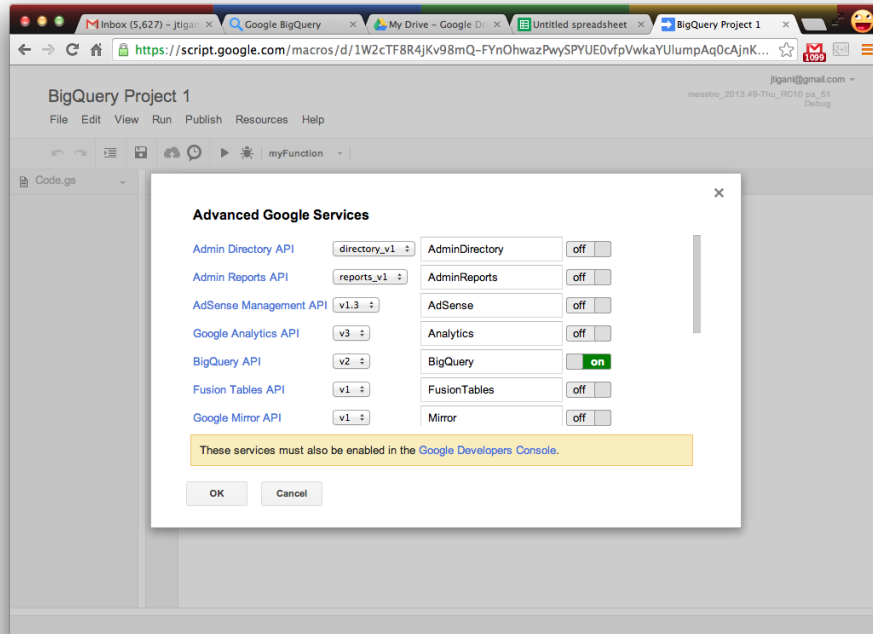 Inbox (5,627) – jtigan × Google BigQuery × My Drive – Google Dr × Untitled spreadsheet × BigQuery Project 1 ×
https://script.google.com/macros/d/1W2cTF8R4jKv98mQ-FYnOhwazPwySPYUE0vfpVwkaYUlumpAq0cAjnK... 1099
jtigani@gmail.com
BigQuery Project 1
maestro_2013.49-Thu_RC10 pa_51
Debug
File Edit View Run Publish Resources Help
myFunction
Code.gs
×
Advanced Google Services
Admin Directory API directory_v1 AdminDirectory off
Admin Reports API reports_v1 AdminReports off
AdSense Management API v1.3 AdSense off
Google Analytics API v3 Analytics off
BigQuery API v2 BigQuery on
Fusion Tables API v1 FusionTables off
Google Mirror API v1 Mirror off
These services must also be enabled in the Google Developers Console.
OK Cancel